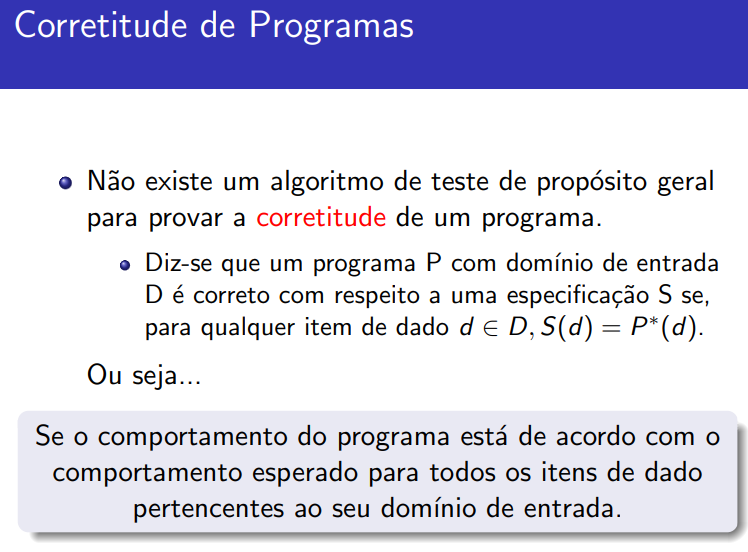 Corretitude de Programas
Não existe um algoritmo de teste de propósito geral
para provar a corretitude de um programa.
Diz-se que um programa P com domínio de entrada
D é correto com respeito a uma especificação S se,
para qualquer item de dado d ∈ D, S(d) = P*(d).
Ou seja...
Se o comportamento do programa está de acordo com o
comportamento esperado para todos os itens de dado
pertencentes ao seu domínio de entrada.